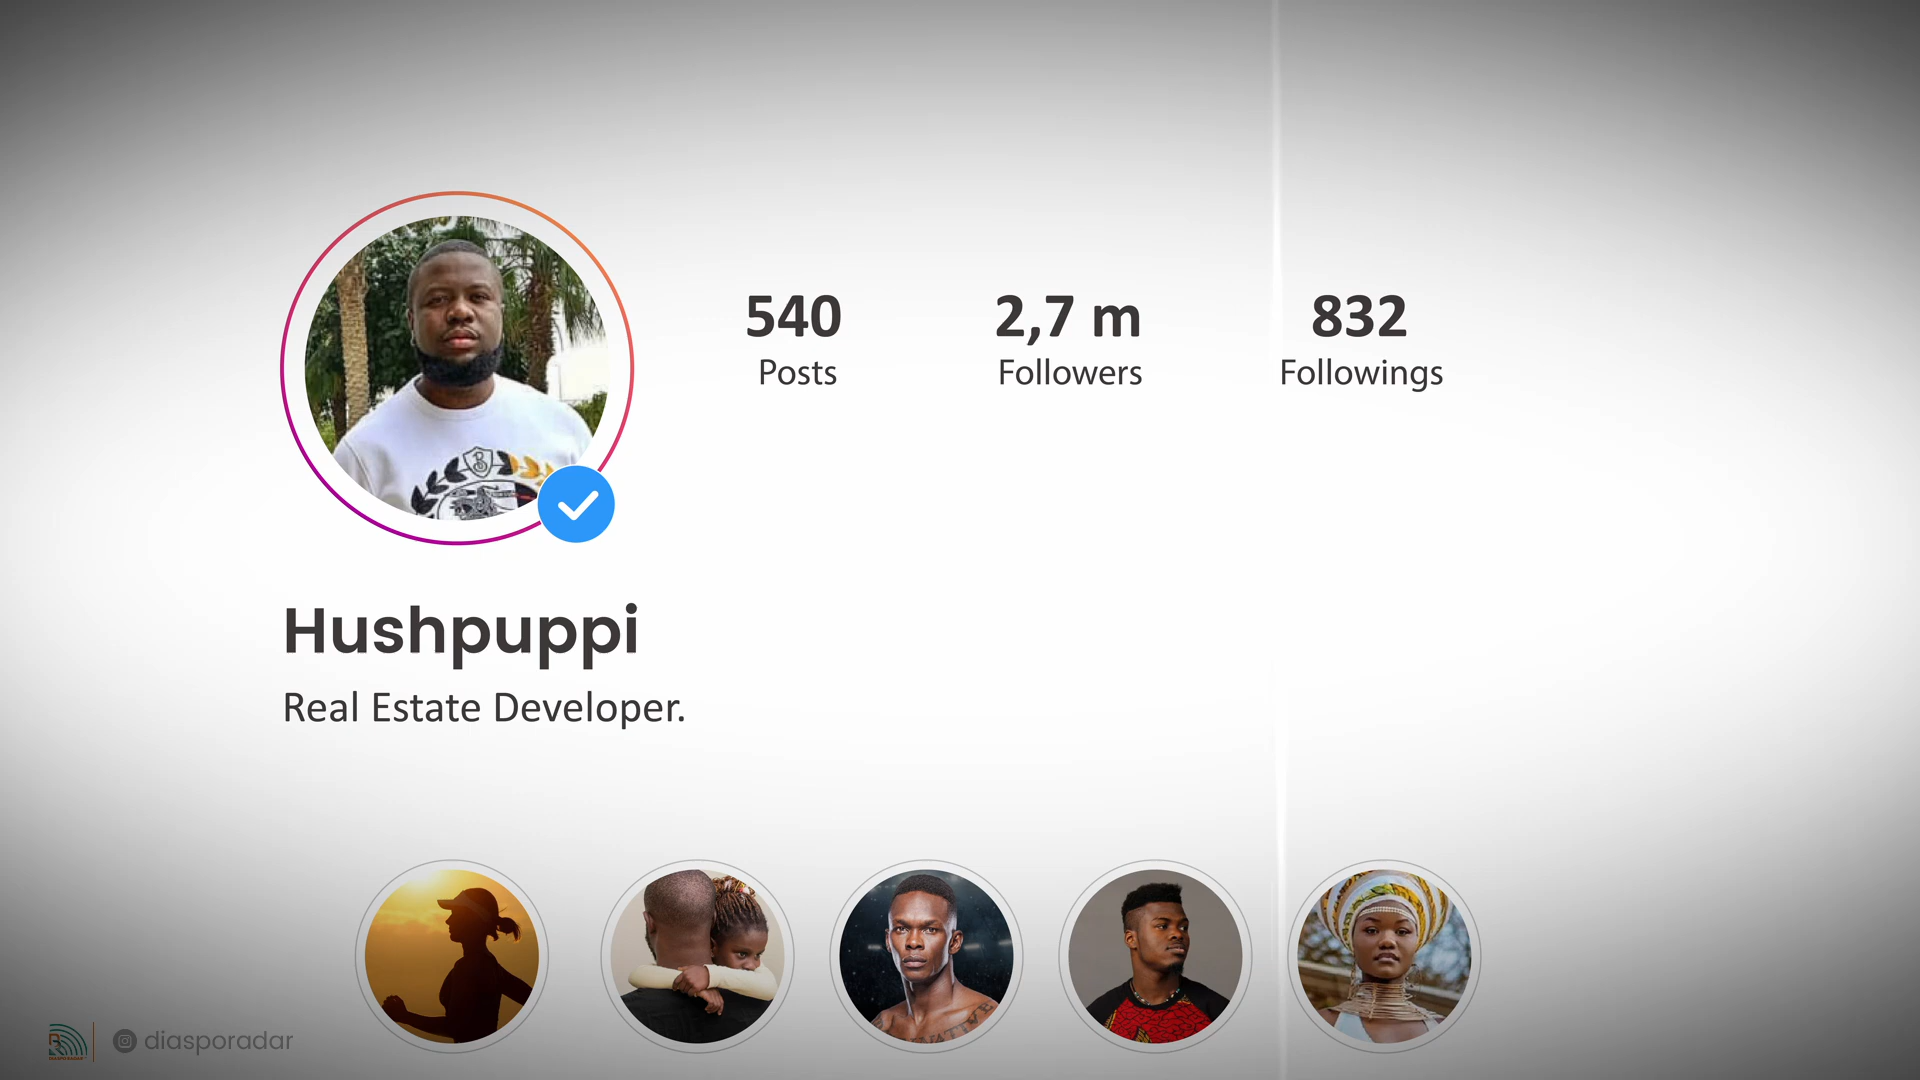 540
Posts
2,7 m
Followers
832
Followings
Hushpuppi
Real Estate Developer.
diasporadar